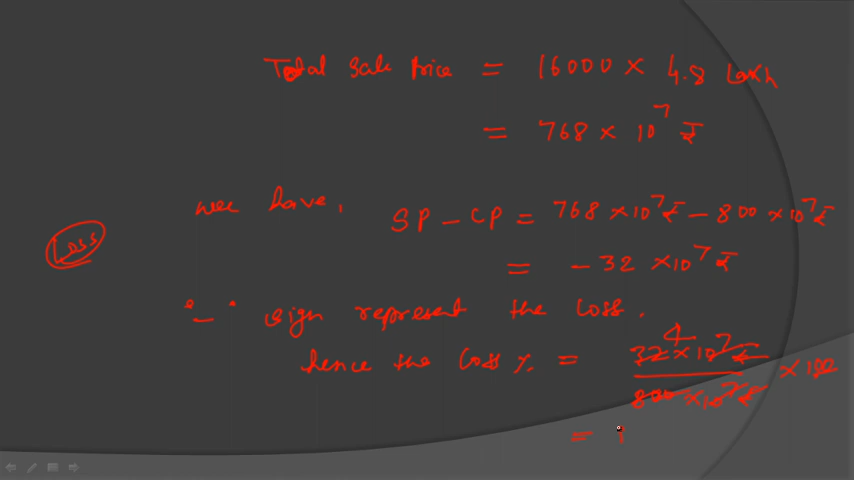 Total Sale Price = 16000 × 4.8 Lakh
= 768 × 10⁷ ₹
wee have, SP - CP = 768 × 10⁷ ₹ - 800 × 10⁷ ₹
Loss
= - 32 × 10⁷ ₹
"-" sign represent the loss.
4
hence the Loss % = 32 × 10⁷ ₹ / 800 × 10⁷ ₹ × 100
=